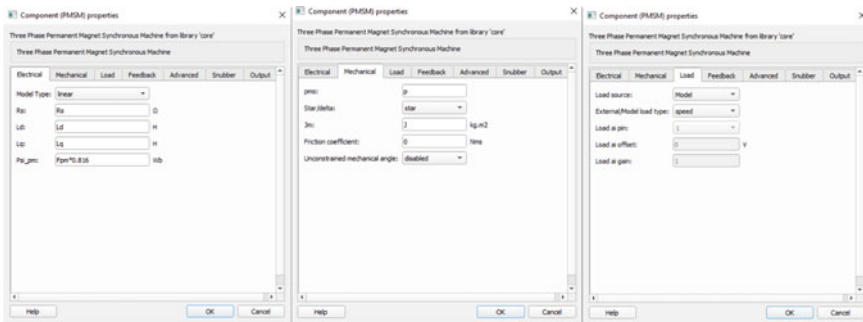 Component (PMSM) properties
Three Phase Permanent Magnet Synchronous Machine from library 'core'
Three Phase Permanent Magnet Synchronous Machine
Electrical Mechanical Load Feedback Advanced Snubber Output
Model Type: linear
Rs: Rs Ω
Ld: Ld H
Lq: Lq H
Psi_pm: Fpm*0.816 Wb
Help OK Cancel
Component (PMSM) properties
Three Phase Permanent Magnet Synchronous Machine from library 'core'
Three Phase Permanent Magnet Synchronous Machine
Electrical Mechanical Load Feedback Advanced Snubber Output
pms: p
Star/delta: star
Jm: J kg.m2
Friction coefficient: 0 Nms
Unconstrained mechanical angle: disabled
Help OK Cancel
Component (PMSM) properties
Three Phase Permanent Magnet Synchronous Machine from library 'core'
Three Phase Permanent Magnet Synchronous Machine
Electrical Mechanical Load Feedback Advanced Snubber Output
Load source: Model
External/Model load type: speed
Load ai pin: 1
Load ai offset: 0 V
Load ai gain: 1
Help OK Cancel